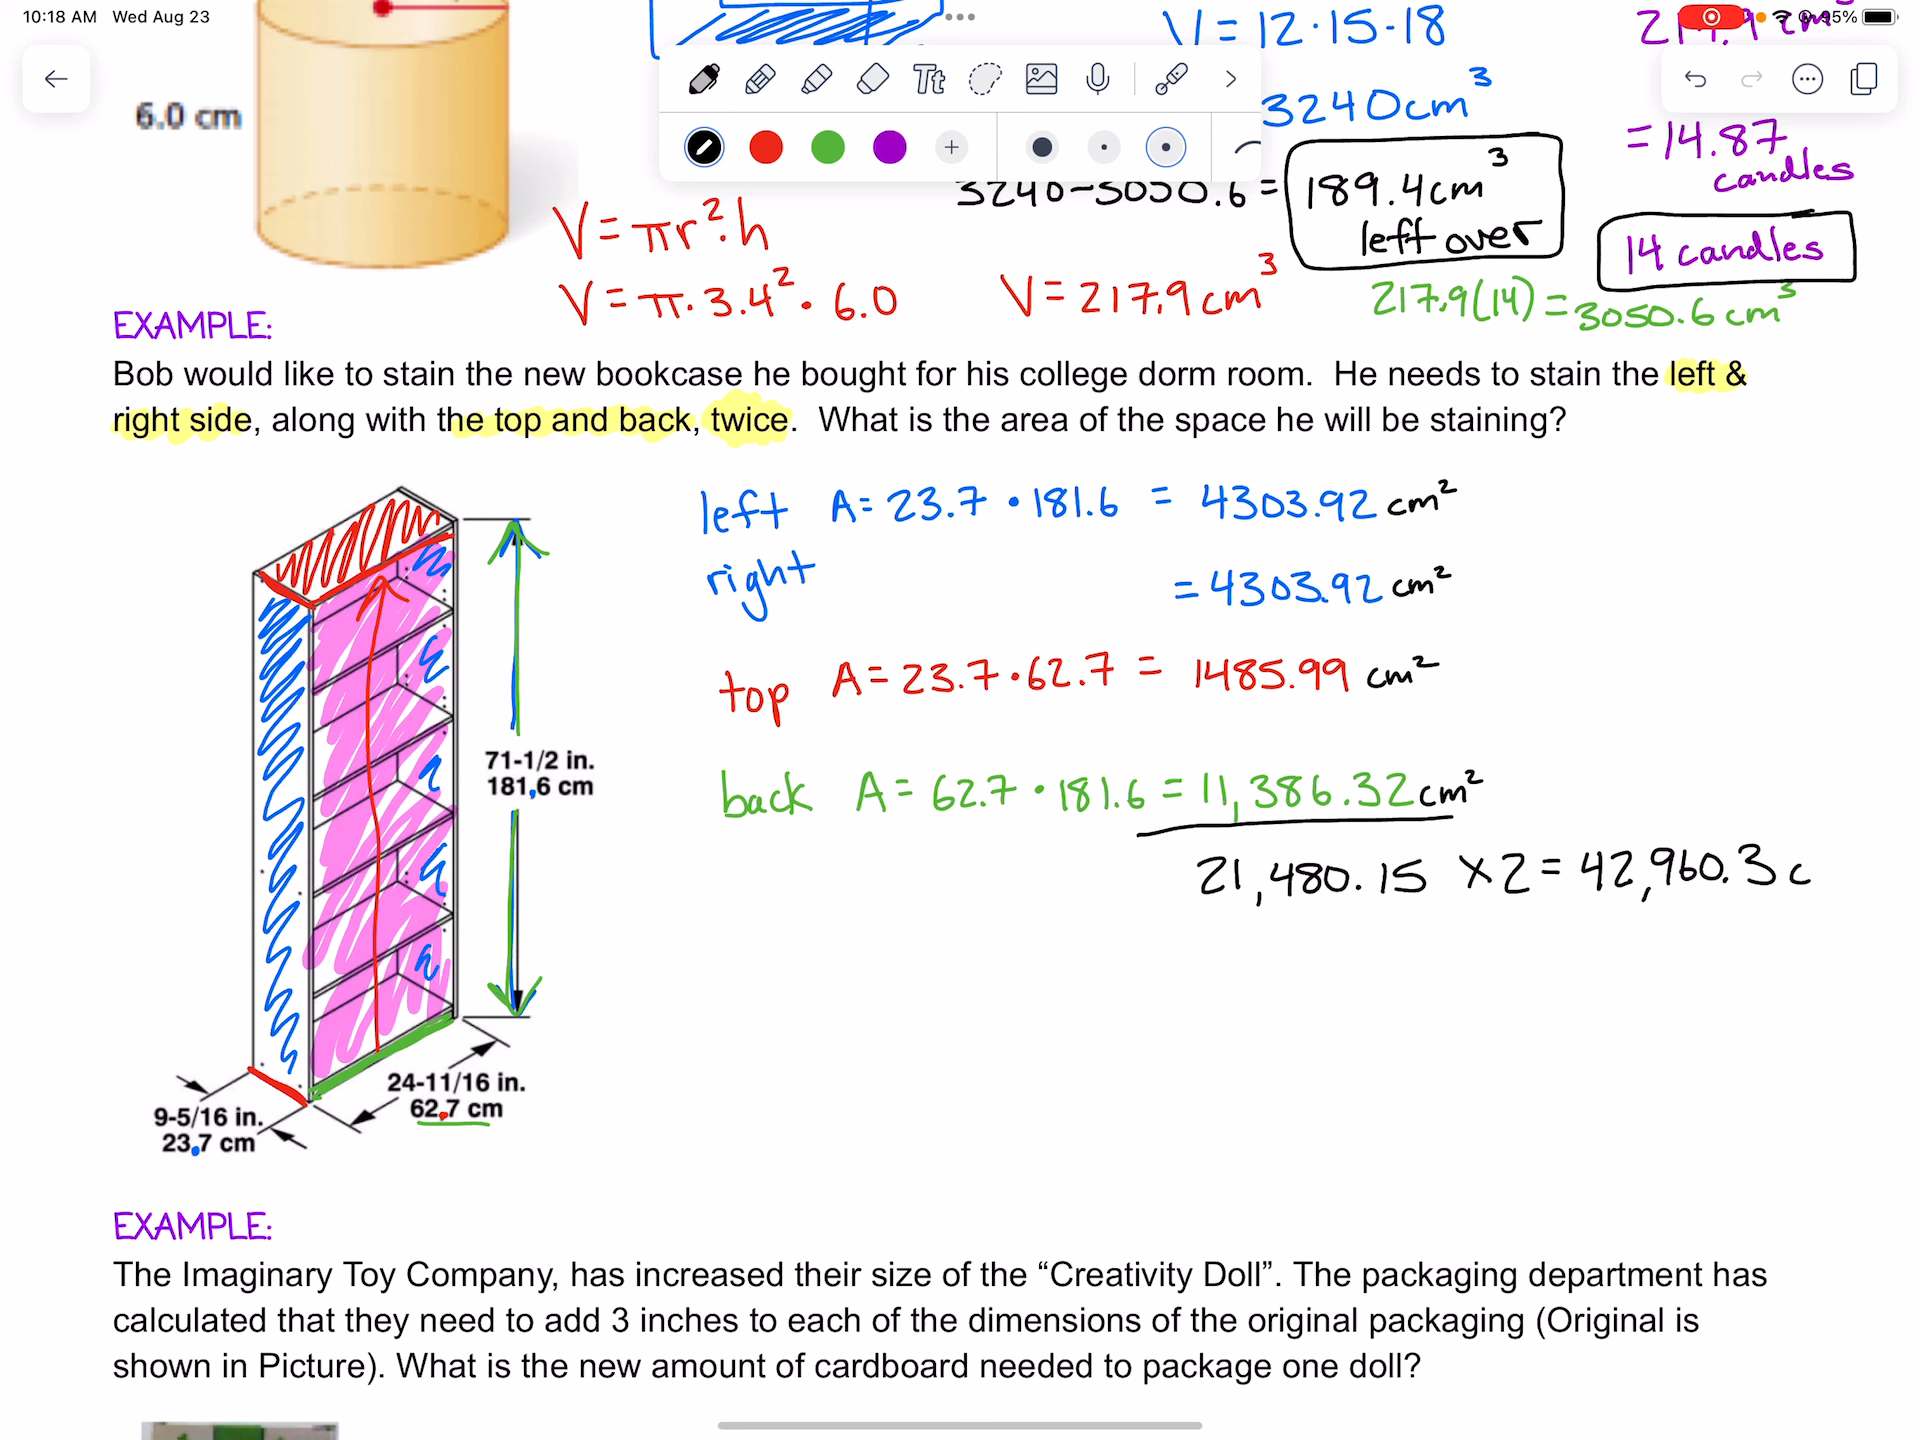 10:18 AM Wed Aug 23
95%
6.0 cm
V = 12·15·18
3240cm³
= 14.87
candles
Tt
3240-3050.6 = 189.4cm³
left over
14 candles
V = πr²·h
V = π·3.4²·6.0
V = 217.9 cm³
217.9(14) = 3050.6 cm³
EXAMPLE:
Bob would like to stain the new bookcase he bought for his college dorm room. He needs to stain the left &
right side, along with the top and back, twice. What is the area of the space he will be staining?
left A = 23.7 · 181.6 = 4303.92 cm²
right = 4303.92 cm²
top A = 23.7·62.7 = 1485.99 cm²
back A = 62.7 · 181.6 = 11,386.32 cm²
21,480.15 x2 = 42,960.3 c
71-1/2 in.
181,6 cm
24-11/16 in.
62,7 cm
9-5/16 in.
23,7 cm
EXAMPLE:
The Imaginary Toy Company, has increased their size of the “Creativity Doll”. The packaging department has
calculated that they need to add 3 inches to each of the dimensions of the original packaging (Original is
shown in Picture). What is the new amount of cardboard needed to package one doll?